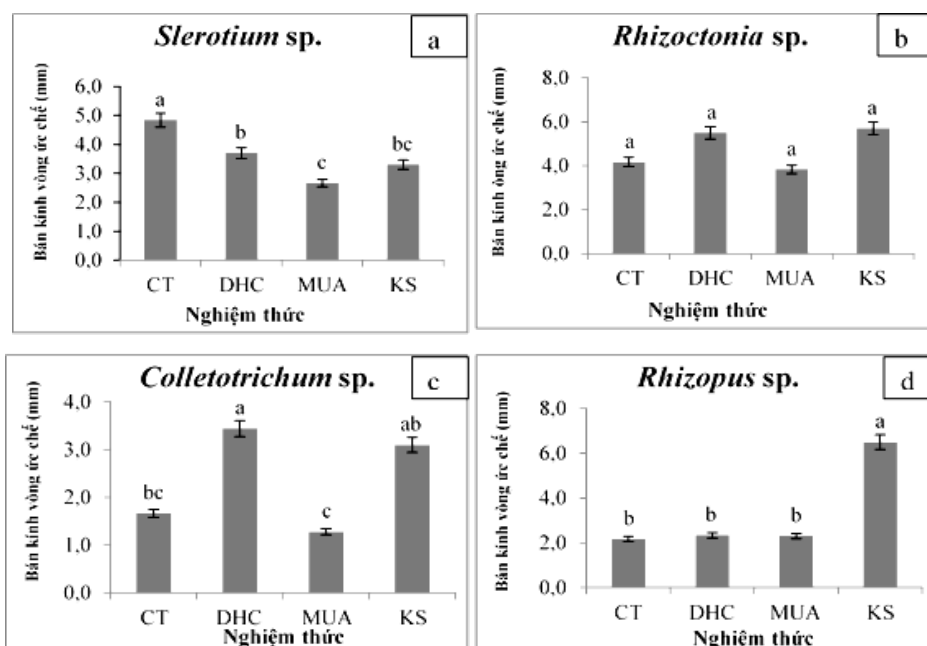 Slerotium sp.
a
Bán kính vòng ức chế (mm)
6,0
5,0
4,0
3,0
2,0
1,0
0,0
a
b
c
bc
CT DHC MUA KS
Nghiệm thức
Rhizoctonia sp.
b
Bán kính òng ức chế (mm)
8,0
6,0
4,0
2,0
0,0
a
a
a
a
CT DHC MUA KS
Nghiệm thức
Colletotrichum sp.
c
Bán kính vòng ức chế (mm)
4,0
3,0
2,0
1,0
0,0
bc
a
c
ab
CT DHC MUA KS
Nghiệm thức
Rhizopus sp.
d
Bán kính vòng ức chế (mm)
8,0
6,0
4,0
2,0
0,0
b
b
b
a
CT DHC MUA KS
Nghiệm thức